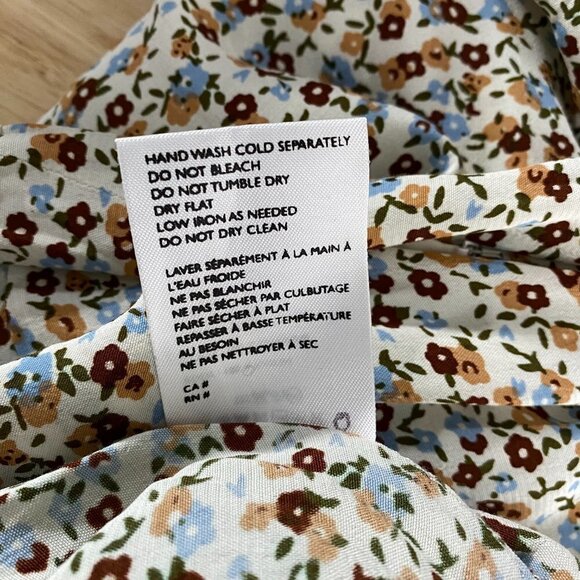 HAND WASH COLD SEPARATELY
DO NOT BLEACH
DO NOT TUMBLE DRY
DRY FLAT
LOW IRON AS NEEDED
DO NOT DRY CLEAN
LAVER SÉPARÉMENT À LA MAIN À
L'EAU FROIDE
NE PAS BLANCHIR
NE PAS SÉCHER PAR CULBUTAGE
FAIRE SÉCHER À PLAT
REPASSER À BASSE TEMPÉRATURE
AU BESOIN
NE PAS NETTOYER À SEC
CA #
RN #